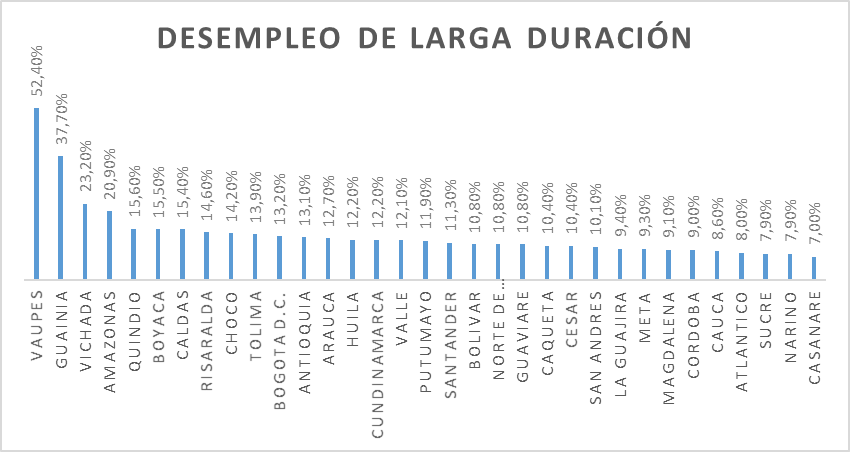 DESEMPLEO DE LARGA DURACIÓN
52,40%
37,70%
23,20%
20,90%
15,60%
15,50%
15,40%
14,60%
14,20%
13,90%
13,20%
13,10%
12,70%
12,20%
12,20%
12,10%
11,90%
11,30%
10,80%
10,80%
10,80%
10,40%
10,40%
10,10%
9,40%
9,30%
9,10%
9,00%
8,60%
8,00%
7,90%
7,90%
7,00%
VAUPES
GUAINIA
VICHADA
AMAZONAS
QUINDIO
BOYACA
CALDAS
RISARALDA
CHOCO
TOLIMA
BOGOTA D.C.
ANTIOQUIA
ARAUCA
HUILA
CUNDINAMARCA
VALLE
PUTUMAYO
SANTANDER
BOLIVAR
NORTE DE...
GUAVIARE
CAQUETA
CESAR
SAN ANDRES
LA GUAJIRA
META
MAGDALENA
CORDOBA
CAUCA
ATLANTICO
SUCRE
NARINO
CASANARE